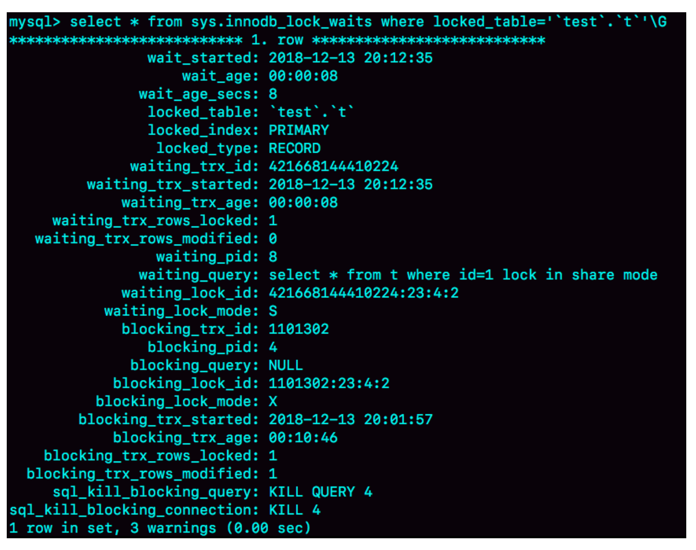 mysql> select * from sys.innodb_lock_waits where locked_table='`test`.`t`'\G
*************************** 1. row ***************************
wait_started: 2018-12-13 20:12:35
wait_age: 00:00:08
wait_age_secs: 8
locked_table: `test`.`t`
locked_index: PRIMARY
locked_type: RECORD
waiting_trx_id: 421668144410224
waiting_trx_started: 2018-12-13 20:12:35
waiting_trx_age: 00:00:08
waiting_trx_rows_locked: 1
waiting_trx_rows_modified: 0
waiting_pid: 8
waiting_query: select * from t where id=1 lock in share mode
waiting_lock_id: 421668144410224:23:4:2
waiting_lock_mode: S
blocking_trx_id: 1101302
blocking_pid: 4
blocking_query: NULL
blocking_lock_id: 1101302:23:4:2
blocking_lock_mode: X
blocking_trx_started: 2018-12-13 20:01:57
blocking_trx_age: 00:10:46
blocking_trx_rows_locked: 1
blocking_trx_rows_modified: 1
sql_kill_blocking_query: KILL QUERY 4
sql_kill_blocking_connection: KILL 4
1 row in set, 3 warnings (0.00 sec)